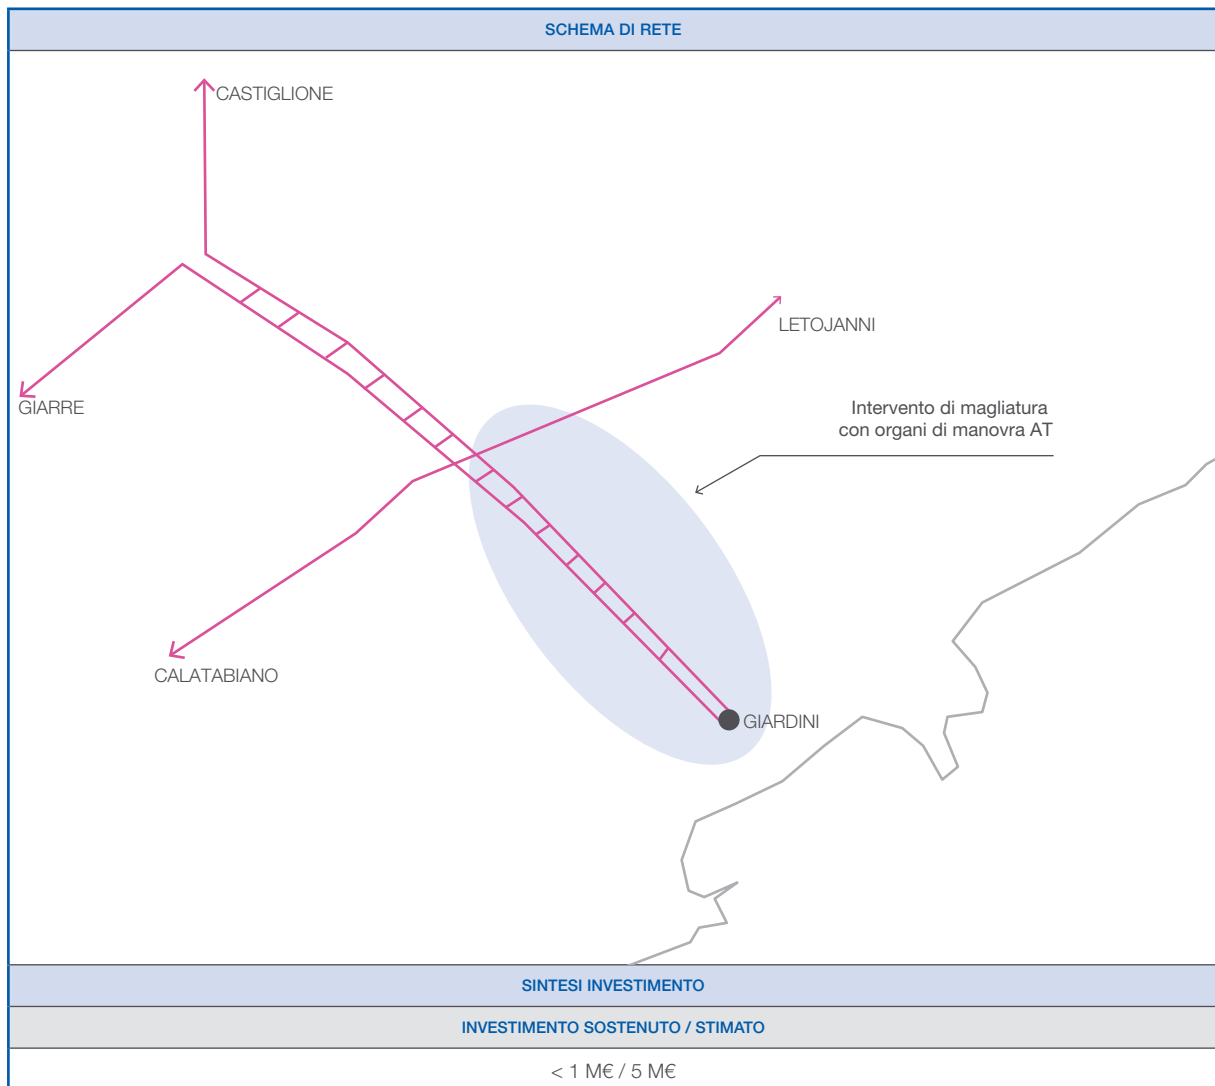 SCHEMA DI RETE
CASTIGLIONE
LETOJANNI
GIARRE
Intervento di magliatura
con organi di manovra AT
CALATABIANO
GIARDINI
SINTESI INVESTIMENTO
INVESTIMENTO SOSTENUTO / STIMATO
< 1 M€ / 5 M€